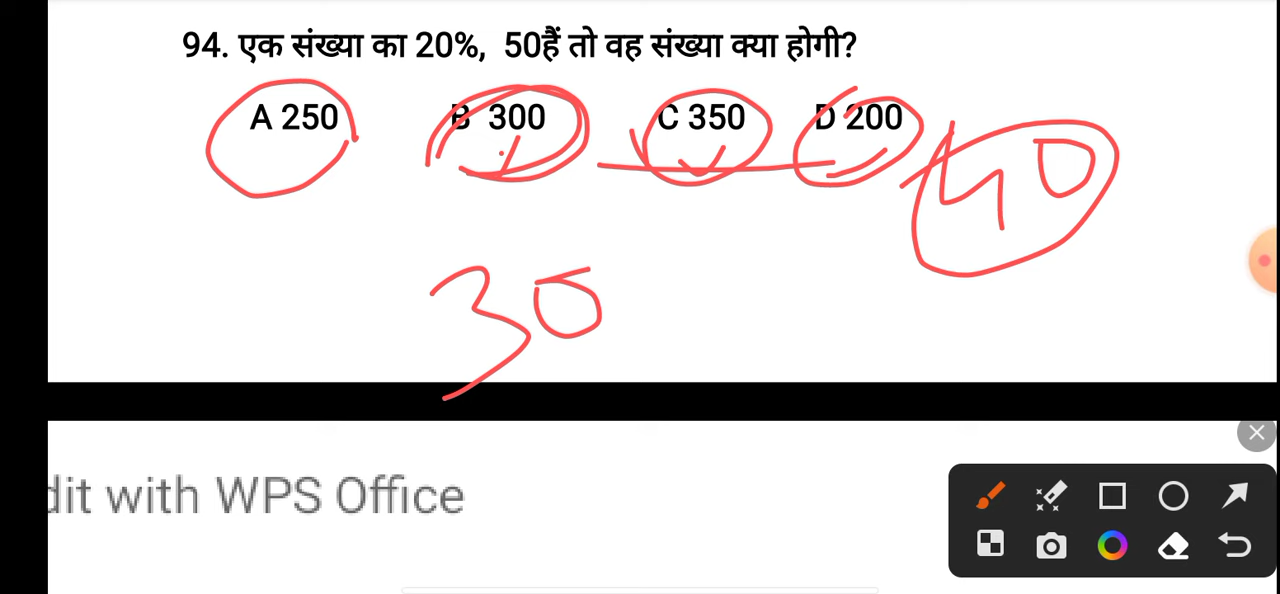 94. एक संख्या का 20%, 50हैं तो वह संख्या क्या होगी?
A 250 B 300 C 350 D 200
40
30
dit with WPS Office